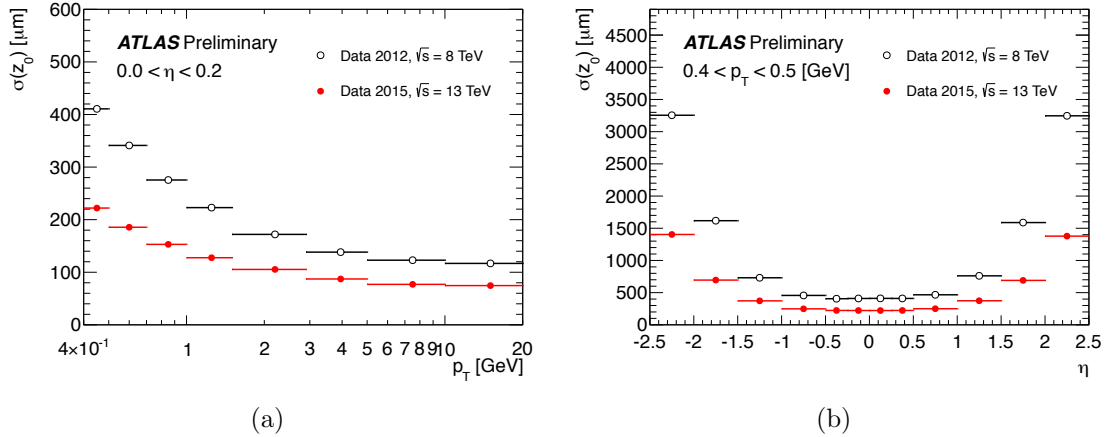 σ(z₀) [μm]
600
500
400
300
200
100
0
ATLAS Preliminary
0.0 < η < 0.2
Data 2012, √s = 8 TeV
Data 2015, √s = 13 TeV
4×10⁻¹ 1 2 3 4 5 6 7 8 9 10 20
p_T [GeV]
(a)
σ(z₀) [μm]
4500
4000
3500
3000
2500
2000
1500
1000
500
0
ATLAS Preliminary
0.4 < p_T < 0.5 [GeV]
Data 2012, √s = 8 TeV
Data 2015, √s = 13 TeV
-2.5 -2 -1.5 -1 -0.5 0 0.5 1 1.5 2 2.5
η
(b)